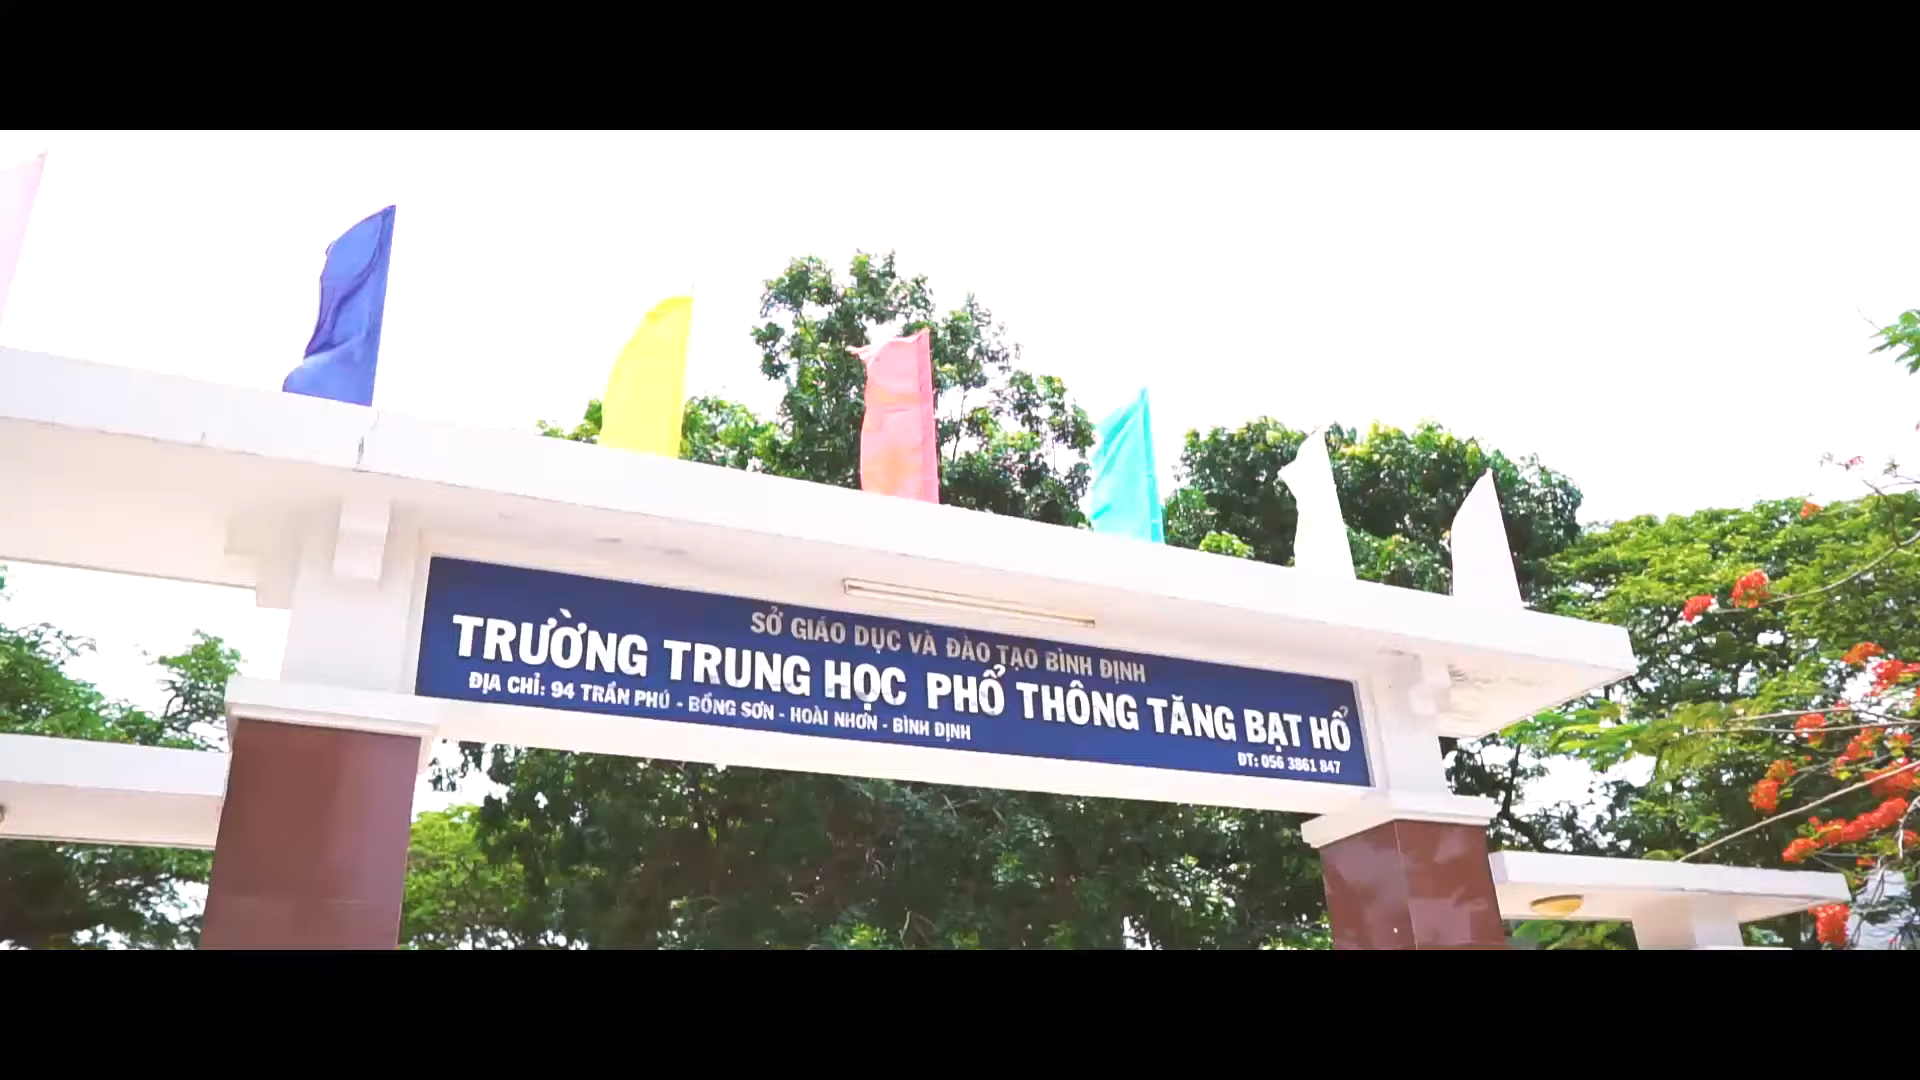 SỞ GIÁO DỤC VÀ ĐÀO TẠO BÌNH ĐỊNH
TRƯỜNG TRUNG HỌC PHỔ THÔNG TĂNG BẠT HỔ
ĐỊA CHỈ: 94 TRẦN PHÚ - BỒNG SƠN - HOÀI NHƠN - BÌNH ĐỊNH
ĐT: 056 3861 847